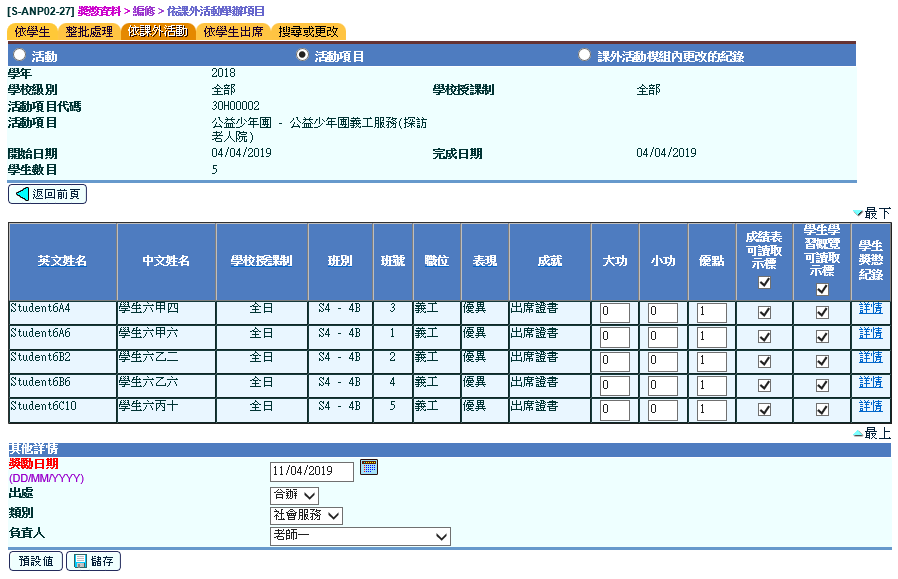 [S-ANP02-27] 獎懲資料 > 編修 > 依課外活動舉辦項目
依學生 整批處理 依課外活動 依學生出席 搜尋或更改
活動 活動項目 課外活動模組內更改的紀錄
學年 2018
學校級別 全部 學校授課制 全部
活動項目代碼 30H00002
活動項目 公益少年團 - 公益少年團義工服務(探訪
老人院)
開始日期 04/04/2019 完成日期 04/04/2019
學生數目 5
返回前頁
最下
英文姓名 中文姓名 學校授課制 班別 班號 職位 表現 成就 大功 小功 優點 成績表可讀取示標 學生學習概覽可讀取示標 學生獎懲紀錄
Student6A4 學生六甲四 全日 S4 - 4B 3 義工 優異 出席證書 0 0 1 詳情
Student6A6 學生六甲六 全日 S4 - 4B 1 義工 優異 出席證書 0 0 1 詳情
Student6B2 學生六乙二 全日 S4 - 4B 2 義工 優異 出席證書 0 0 1 詳情
Student6B6 學生六乙六 全日 S4 - 4B 4 義工 優異 出席證書 0 0 1 詳情
Student6C10 學生六丙十 全日 S4 - 4B 5 義工 優異 出席證書 0 0 1 詳情
最上
其他詳情
獎勵日期
(DD/MM/YYYY) 11/04/2019
出處 合辦
類別 社會服務
負責人 老師一
預設值 儲存